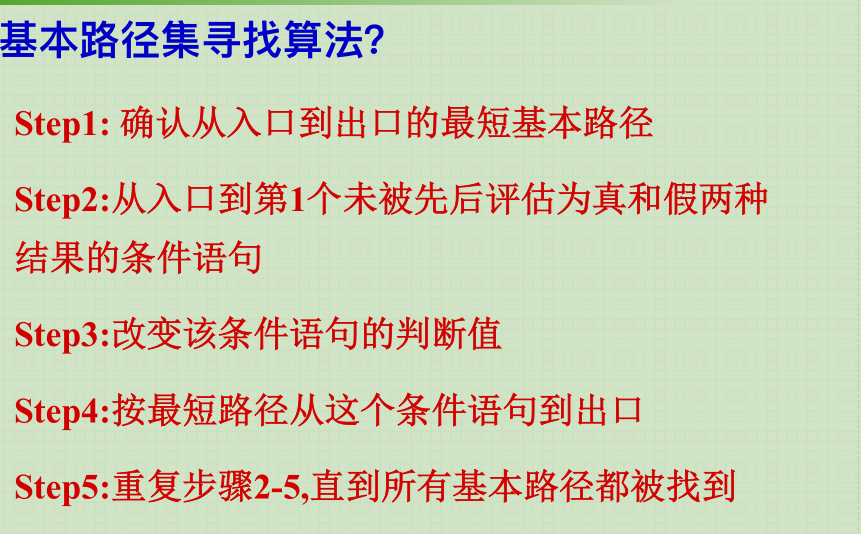 基本路径集寻找算法?
Step1: 确认从入口到出口的最短基本路径
Step2:从入口到第1个未被先后评估为真和假两种
结果的条件语句
Step3:改变该条件语句的判断值
Step4:按最短路径从这个条件语句到出口
Step5:重复步骤2-5,直到所有基本路径都被找到